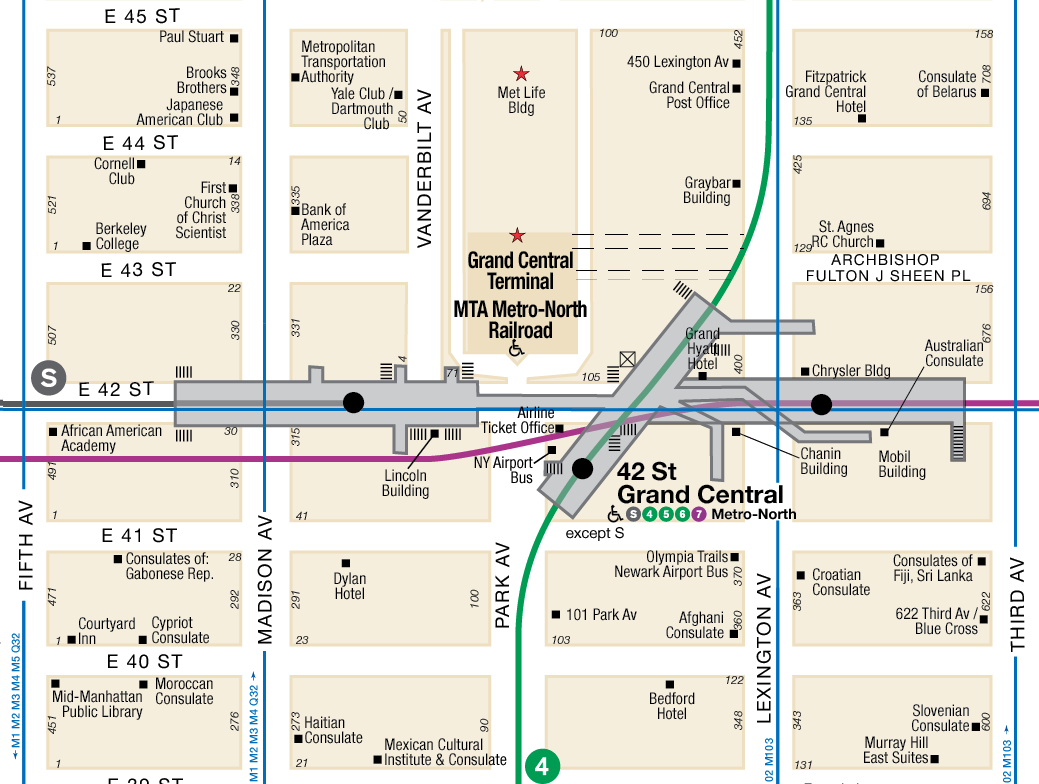 E 45 ST
Paul Stuart
537
348
Brooks
Brothers
Japanese
American Club
1
Metropolitan
Transportation
Authority
Yale Club /
Dartmouth
Club
50
VANDERBILT AV
Met Life
Bldg
100
452
450 Lexington Av
Grand Central
Post Office
158
Fitzpatrick
Grand Central
Hotel
135
Consulate
of Belarus
708
E 44 ST
Cornell
Club
14
521
First
Church
of Christ
Scientist
338
Berkeley
College
1
335
Bank of
America
Plaza
Graybar
Building
425
694
St. Agnes
RC Church
129
ARCHBISHOP
FULTON J SHEEN PL
E 43 ST
Grand Central
Terminal
MTA Metro-North
Railroad
22
507
330
331
4
71
105
Grand
Hyatt
Hotel
400
156
676
Australian
Consulate
Chrysler Bldg
S
E 42 ST
African American
Academy
30
491
310
1
315
Lincoln
Building
41
Airline
Ticket Office
NY Airport
Bus
42 St
Grand Central
S 4 5 6 7 Metro-North
except S
Chanin
Building
Mobil
Building
FIFTH AV
MADISON AV
PARK AV
LEXINGTON AV
THIRD AV
E 41 ST
Consulates of:
Gabonese Rep.
28
471
292
Courtyard
Inn
1
Cypriot
Consulate
Dylan
Hotel
291
23
100
Olympia Trails
Newark Airport Bus
370
101 Park Av
103
Afghani
Consulate
360
363
Croatian
Consulate
Consulates of
Fiji, Sri Lanka
622 Third Av /
Blue Cross
622
E 40 ST
Mid-Manhattan
Public Library
Moroccan
Consulate
451
276
1
273
Haitian
Consulate
21
Mexican Cultural
Institute & Consulate
90
4
122
Bedford
Hotel
348
343
131
Slovenian
Consulate
600
Murray Hill
East Suites
M1 M2 M3 M4 M5 Q32
M1 M2 M3 M4 Q32
02 M103
02 M103